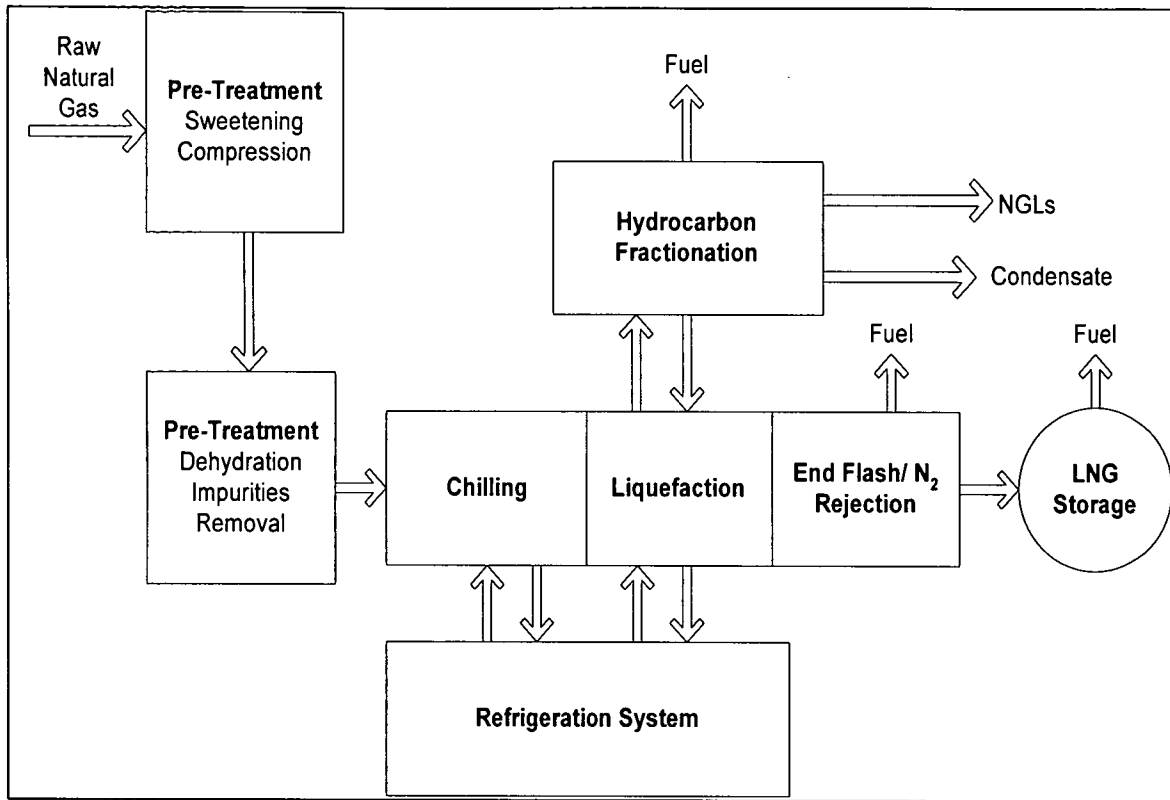 Raw
Natural
Gas
Pre-Treatment
Sweetening
Compression
Fuel
Hydrocarbon
Fractionation
NGLs
Condensate
Fuel
Fuel
Pre-Treatment
Dehydration
Impurities
Removal
Chilling
Liquefaction
End Flash/ N₂
Rejection
LNG
Storage
Refrigeration System